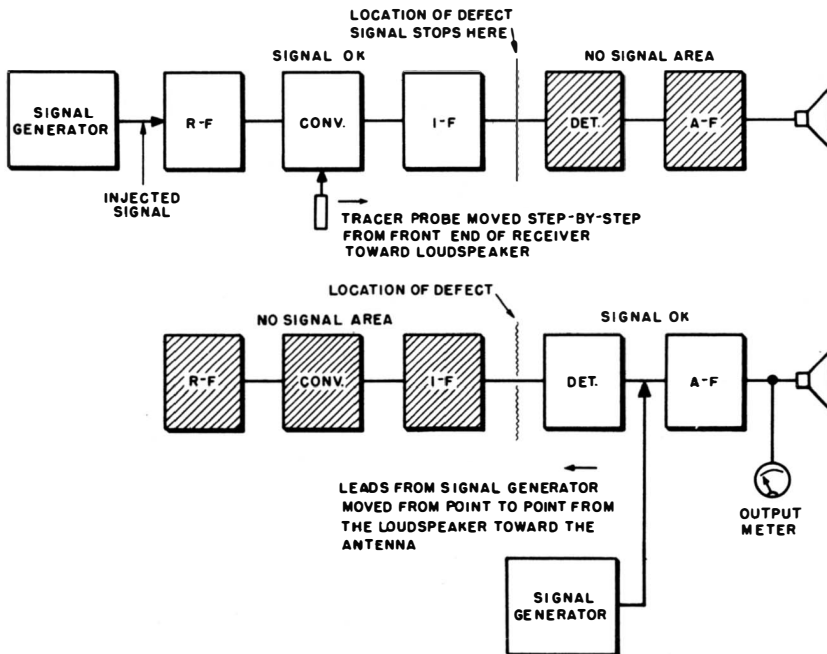 LOCATION OF DEFECT
SIGNAL STOPS HERE
SIGNAL OK
NO SIGNAL AREA
SIGNAL
GENERATOR
R-F
CONV.
I-F
DET.
A-F
INJECTED
SIGNAL
TRACER PROBE MOVED STEP-BY-STEP
FROM FRONT END OF RECEIVER
TOWARD LOUDSPEAKER
LOCATION OF DEFECT
NO SIGNAL AREA
SIGNAL OK
R-F
CONV.
I-F
DET.
A-F
LEADS FROM SIGNAL GENERATOR
MOVED FROM POINT TO POINT FROM
THE LOUDSPEAKER TOWARD THE
ANTENNA
OUTPUT
METER
SIGNAL
GENERATOR